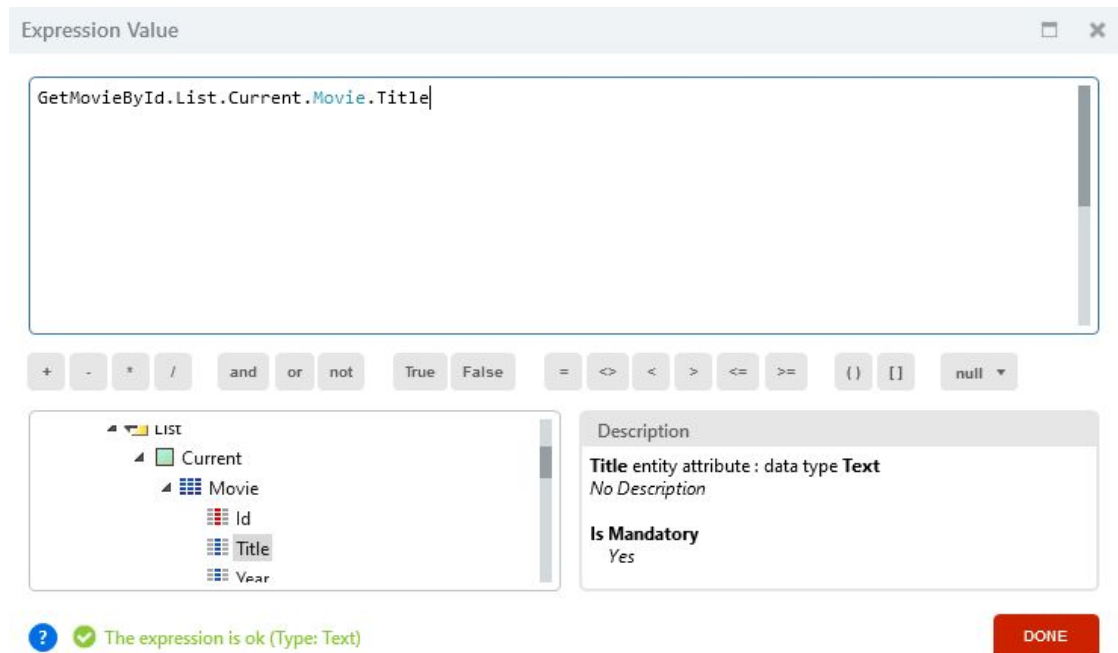 Expression Value
GetMovieById.List.Current.Movie.Title
+ - * / and or not True False = <> < > <= >= () [] null
List
Current
Movie
Id
Title
Year
Description
Title entity attribute : data type Text
No Description
Is Mandatory
Yes
? The expression is ok (Type: Text)
DONE